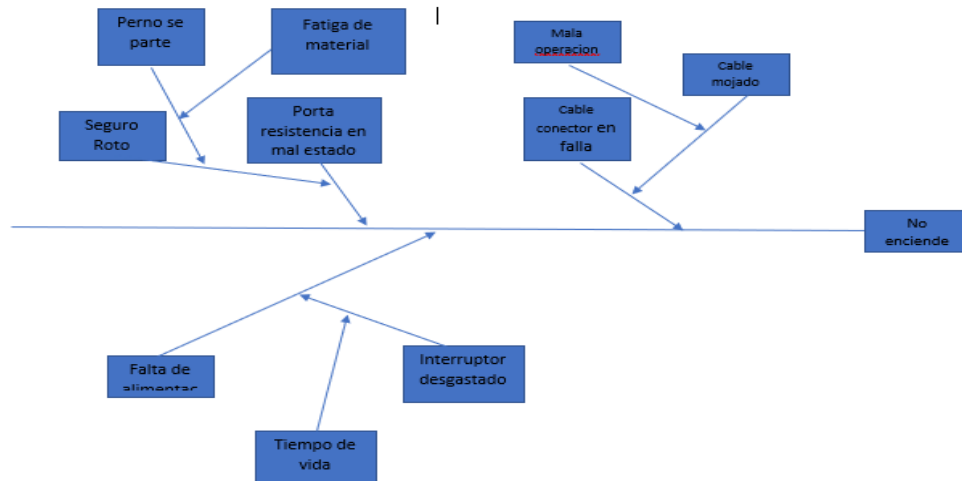 Perno se
parte
Fatiga de
material
Mala
operacion
Cable
mojado
Seguro
Roto
Porta
resistencia en
mal estado
Cable
conector en
falla
No
enciende
Falta de
alimentac
Interruptor
desgastado
Tiempo de
vida